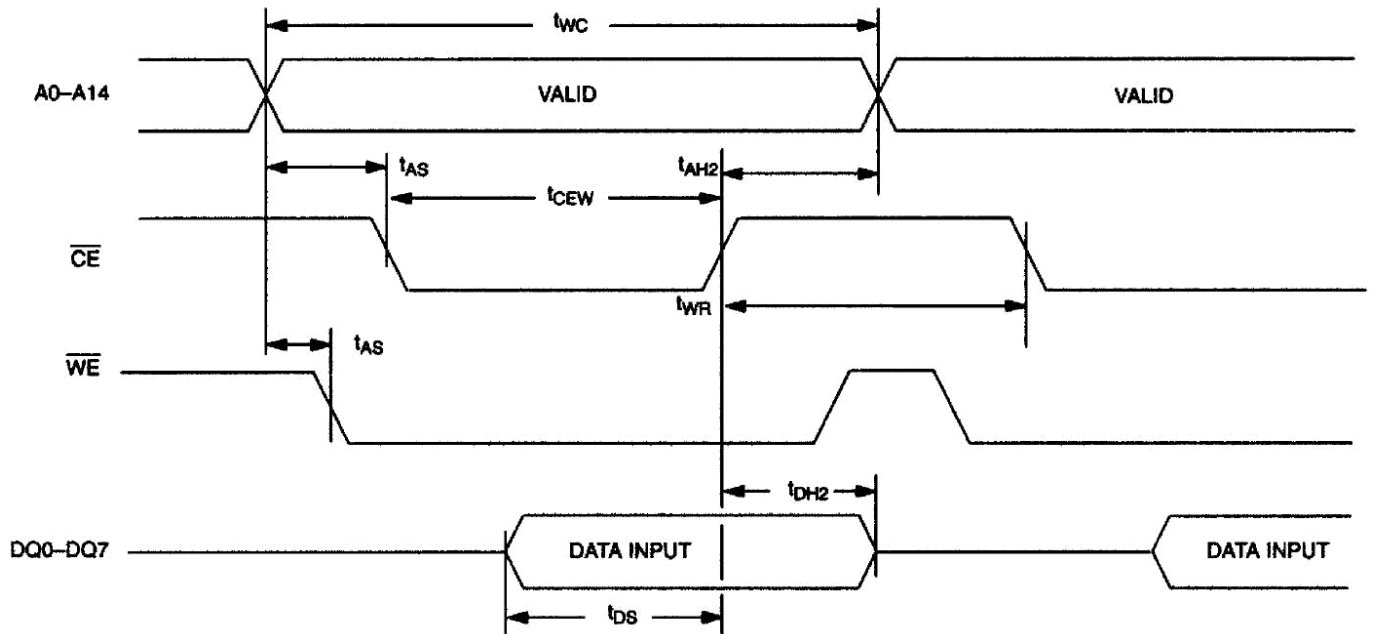 tWC
A0–A14 VALID VALID
tAS tAH2
tCEW
CE
tWR
tAS
WE
tDH2
DQ0–DQ7 DATA INPUT DATA INPUT
tDS